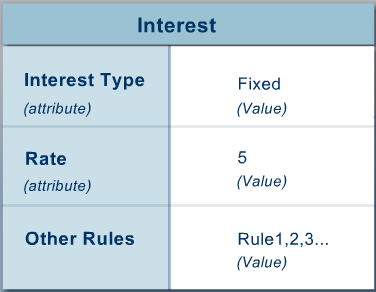 Interest
Interest Type
Fixed
(attribute)
(Value)
Rate
5
(attribute)
(Value)
Other Rules
Rule1,2,3...
(Value)